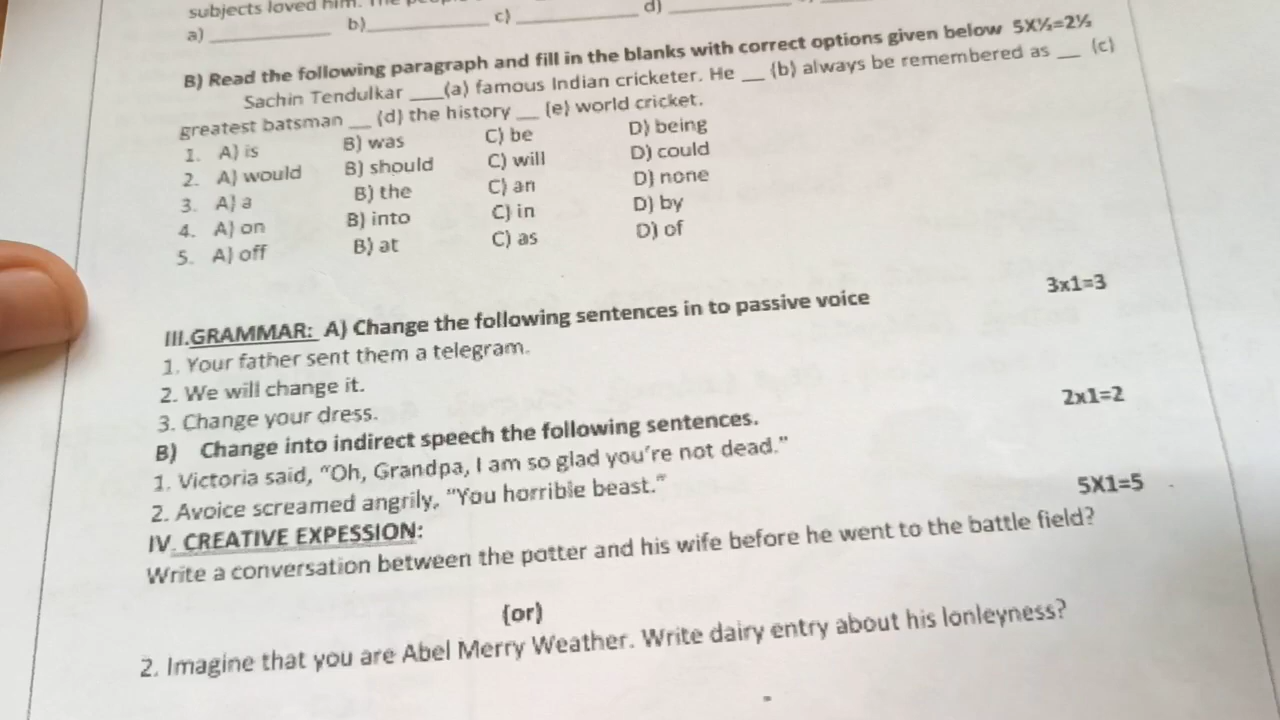 subjects loved him. The
a) ____________ b)____________ c) ____________ d) ____________
B) Read the following paragraph and fill in the blanks with correct options given below 5X½=2½
Sachin Tendulkar ___(a) famous Indian cricketer. He __ (b) always be remembered as __ (c)
greatest batsman __ (d) the history __ (e) world cricket.
1. A) is B) was C) be D) being
2. A) would B) should C) will D) could
3. A) a B) the C) an D) none
4. A) on B) into C) in D) by
5. A) off B) at C) as D) of
III.GRAMMAR: A) Change the following sentences in to passive voice 3x1=3
1. Your father sent them a telegram.
2. We will change it.
3. Change your dress.
B) Change into indirect speech the following sentences. 2x1=2
1. Victoria said, "Oh, Grandpa, I am so glad you're not dead."
2. Avoice screamed angrily, "You horrible beast."
IV. CREATIVE EXPESSION: 5X1=5
Write a conversation between the potter and his wife before he went to the battle field?
(or)
2. Imagine that you are Abel Merry Weather. Write dairy entry about his lonleyness?